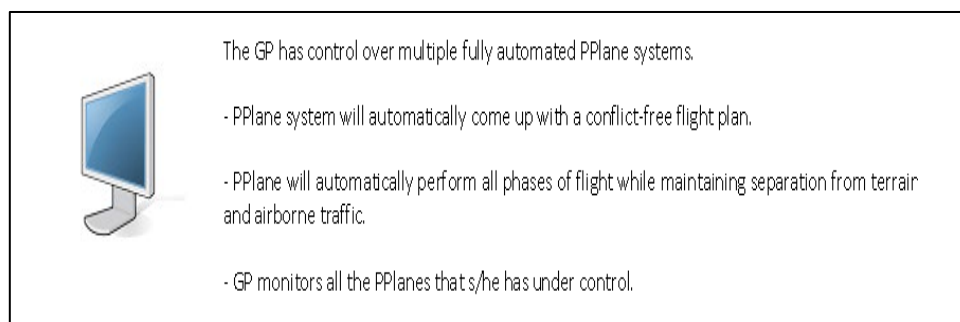 The GP has control over multiple fully automated PPlane systems.
- PPlane system will automatically come up with a conflict-free flight plan.
- PPlane will automatically perform all phases of flight while maintaining separation from terrain
and airborne traffic.
- GP monitors all the PPlanes that s/he has under control.